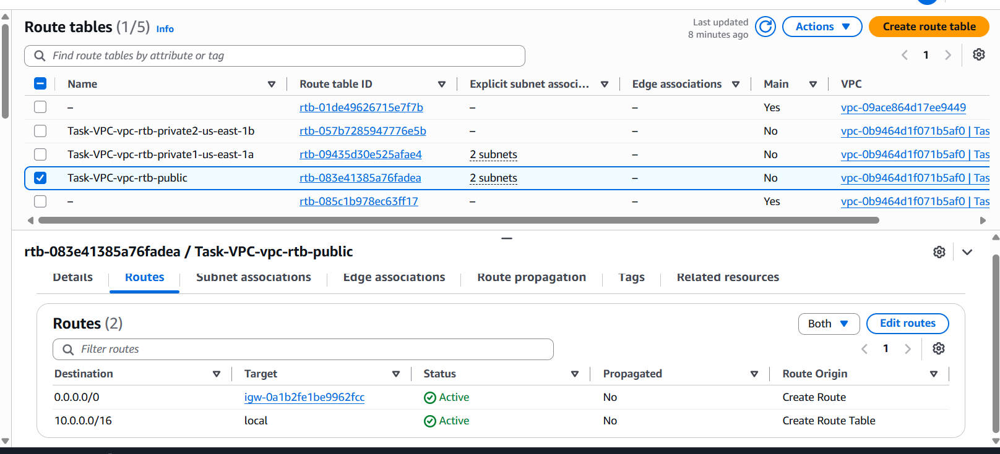 Route tables (1/5) Info
Last updated
8 minutes ago
Actions
Create route table
Find route tables by attribute or tag
1
Name Route table ID Explicit subnet associ... Edge associations Main VPC
– rtb-01de49626715e7f7b – – Yes vpc-09ace864d17ee9449
Task-VPC-vpc-rtb-private2-us-east-1b rtb-057b7285947776e5b – – No vpc-0b9464d1f071b5af0 | Tas
Task-VPC-vpc-rtb-private1-us-east-1a rtb-09435d30e525afae4 2 subnets – No vpc-0b9464d1f071b5af0 | Tas
Task-VPC-vpc-rtb-public rtb-083e41385a76fadea 2 subnets – No vpc-0b9464d1f071b5af0 | Tas
– rtb-085c1b978ec63ff17 – – Yes vpc-0b9464d1f071b5af0 | Tas
rtb-083e41385a76fadea / Task-VPC-vpc-rtb-public
Details Routes Subnet associations Edge associations Route propagation Tags Related resources
Routes (2)
Both
Edit routes
Filter routes
1
Destination Target Status Propagated Route Origin
0.0.0.0/0 igw-0a1b2fe1be9962fcc Active No Create Route
10.0.0.0/16 local Active No Create Route Table